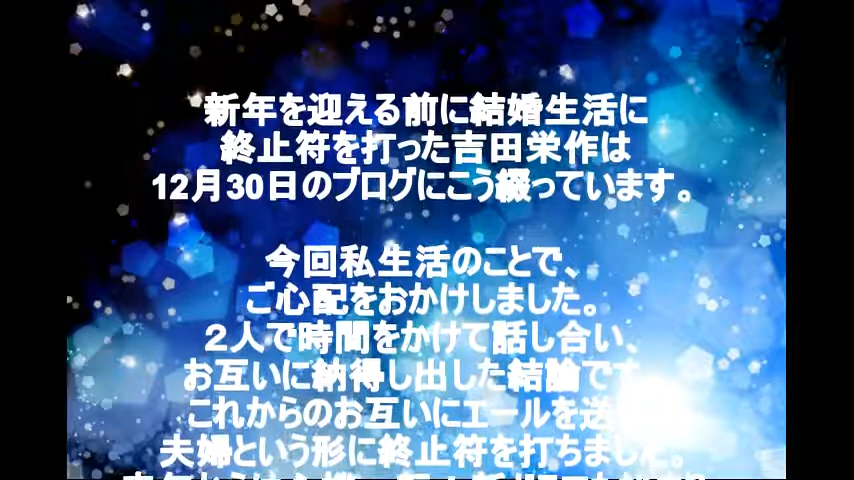 新年を迎える前に結婚生活に
終止符を打った吉田栄作は
12月30日のブログにこう綴っています。
今回私生活のことで、
ご心配をおかけしました。
２人で時間をかけて話し合い、
お互いに納得し出した結論です
これからのお互いにエールを送
夫婦という形に終止符を打ちました。